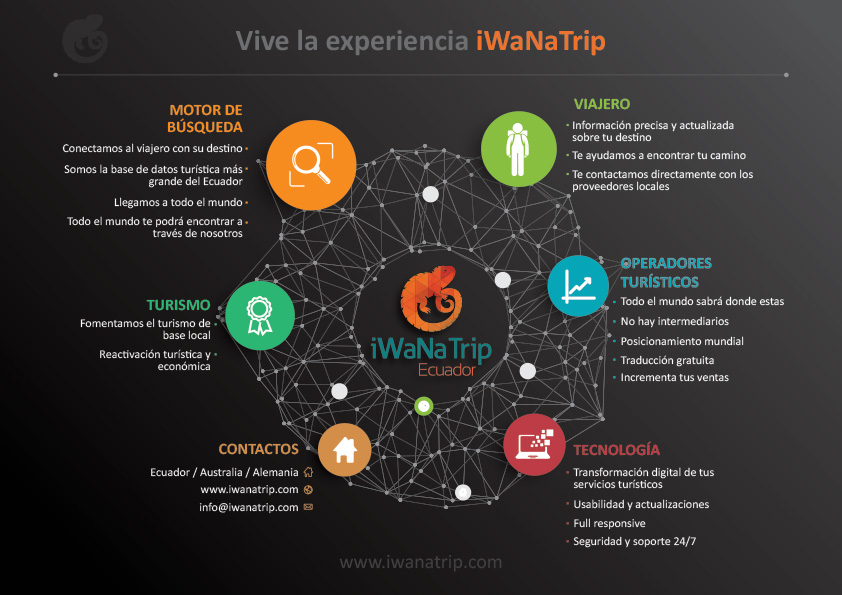 Vive la experiencia iWaNaTrip
MOTOR DE
BÚSQUEDA
Conectamos al viajero con su destino
Somos la base de datos turística más
grande del Ecuador
Llegamos a todo el mundo
Todo el mundo te podrá encontrar a
través de nosotros
VIAJERO
Información precisa y actualizada
sobre tu destino
Te ayudamos a encontrar tu camino
Te contactamos directamente con los
proveedores locales
OPERADORES
TURÍSTICOS
Todo el mundo sabrá donde estas
No hay intermediarios
Posicionamiento mundial
Traducción gratuita
Incrementa tus ventas
TURISMO
Fomentamos el turismo de
base local
Reactivación turística y
económica
iWaNaTrip
Ecuador
CONTACTOS
Ecuador / Australia / Alemania
www.iwanatrip.com
info@iwanatrip.com
TECNOLOGÍA
Transformación digital de tus
servicios turísticos
Usabilidad y actualizaciones
Full responsive
Seguridad y soporte 24/7
www.iwanatrip.com